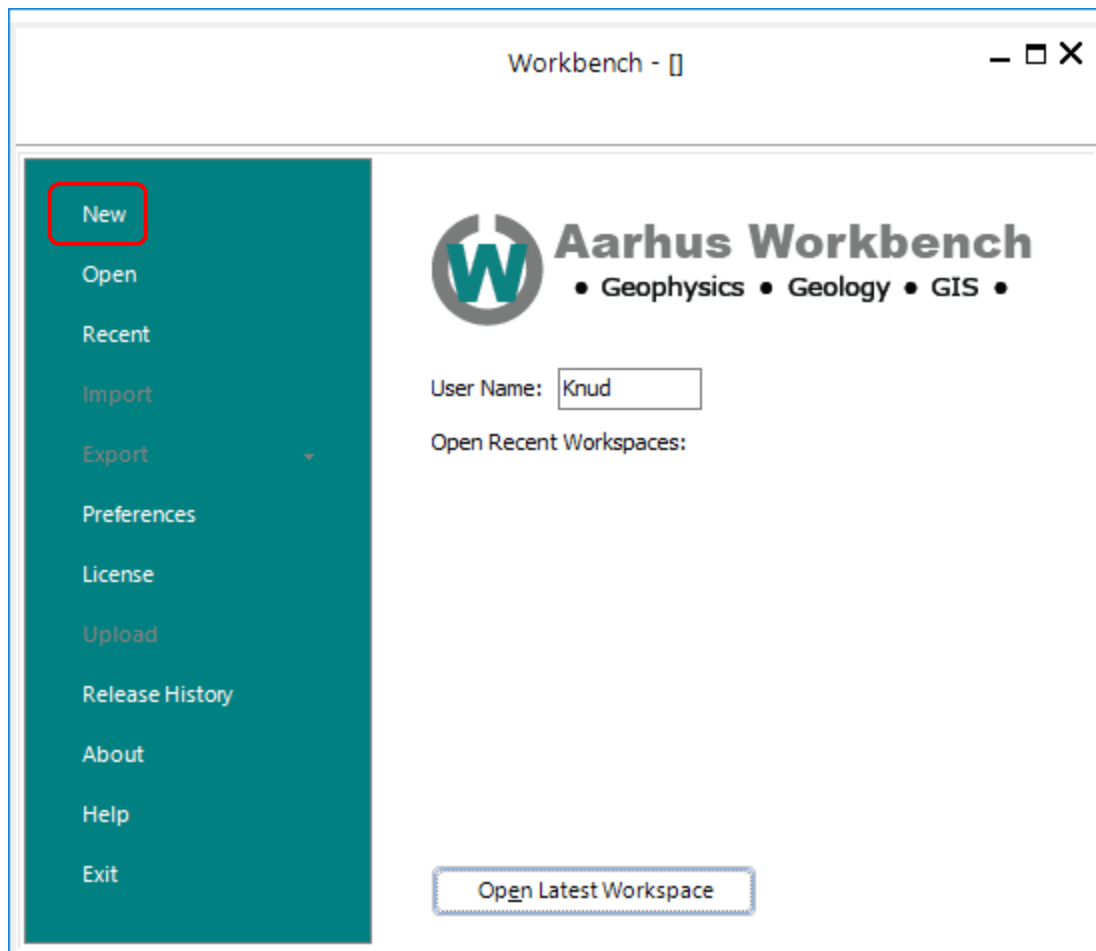 Workbench - []
New
Open
Recent
Import
Export
Preferences
License
Upload
Release History
About
Help
Exit
W
Aarhus Workbench
• Geophysics • Geology • GIS •
User Name: Knud
Open Recent Workspaces:
Open Latest Workspace